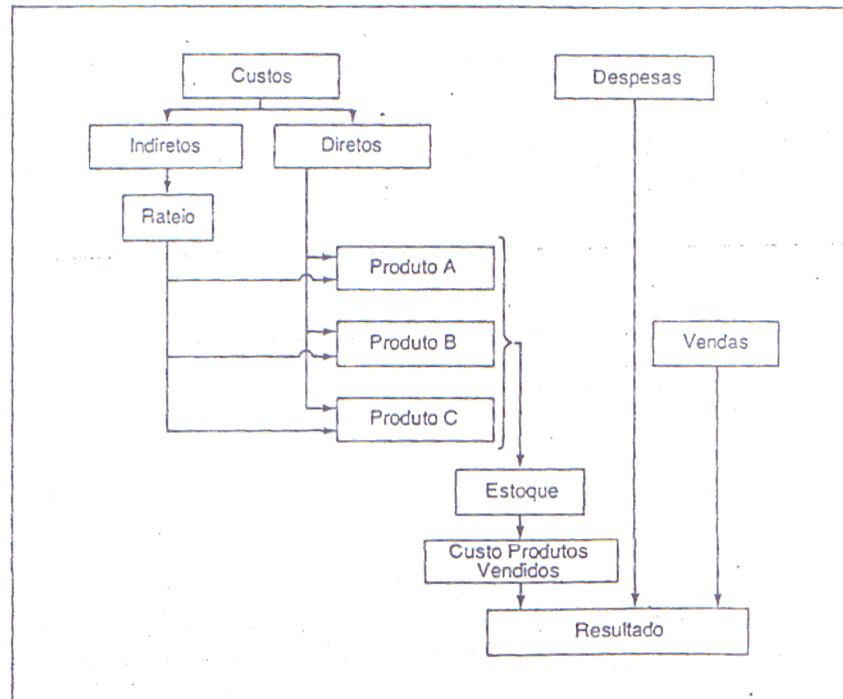 Custos
Despesas
Indiretos
Diretos
Rateio
Produto A
Produto B
Vendas
Produto C
Estoque
Custo Produtos
Vendidos
Resultado